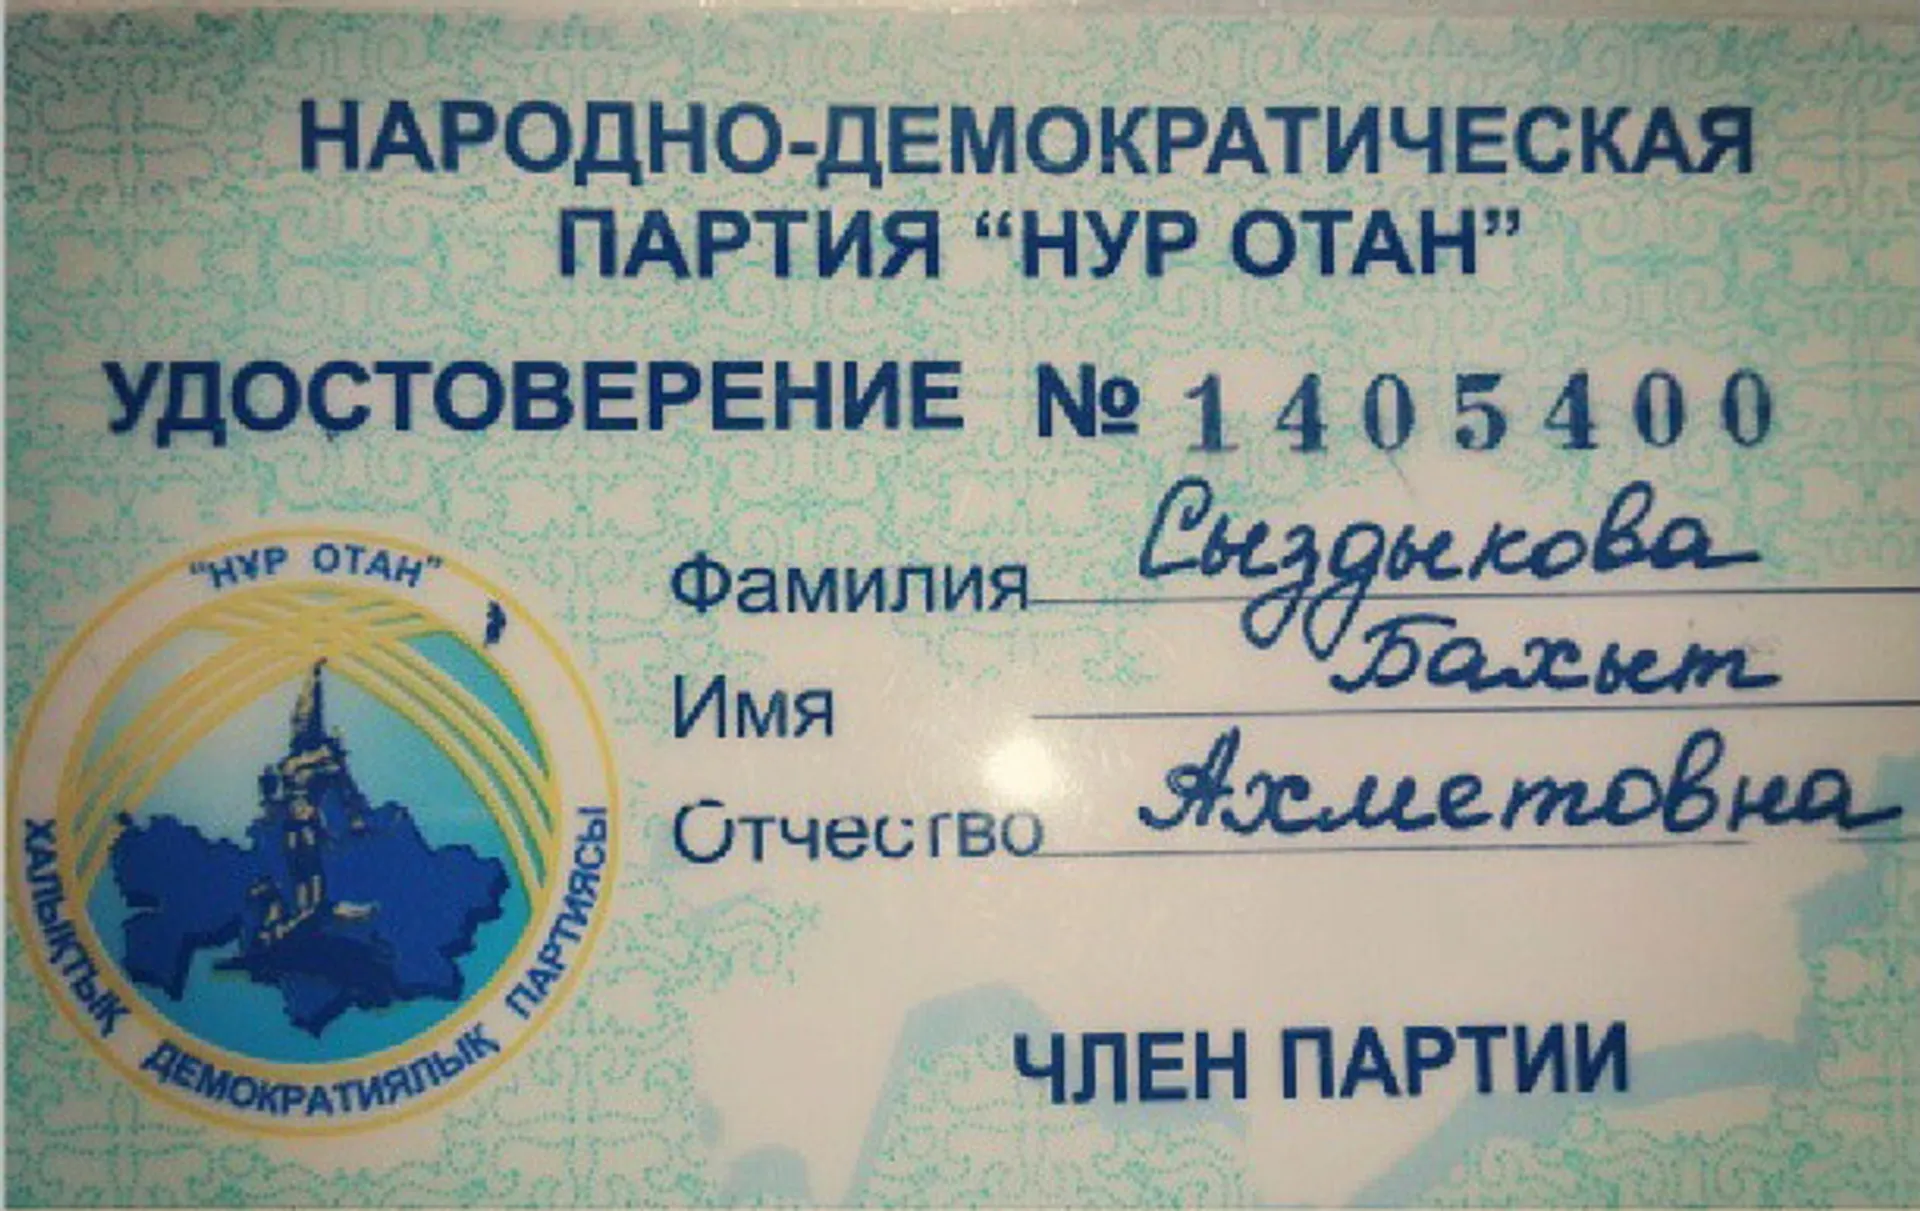 НАРОДНО-ДЕМОКРАТИЧЕСКАЯ
ПАРТИЯ “НУР ОТАН”
УДОСТОВЕРЕНИЕ № 1405400
Фамилия Сыздыкова
Имя Бахыт
Отчество Ахметовна
ЧЛЕН ПАРТИИ
“НҰР ОТАН”
ХАЛЫҚТЫҚ ДЕМОКРАТИЯЛЫҚ ПАРТИЯСЫ